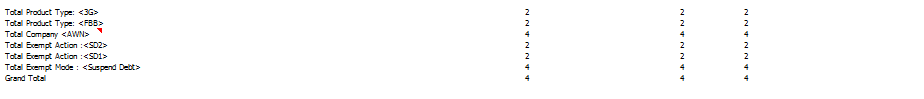 Total Product Type: <3G> 2 2 2
Total Product Type: <FBB> 2 2 2
Total Company <AWN> 4 4 4
Total Exempt Action :<SD2> 2 2 2
Total Exempt Action :<SD1> 2 2 2
Total Exempt Mode : <Suspend Debt> 4 4 4
Grand Total 4 4 4